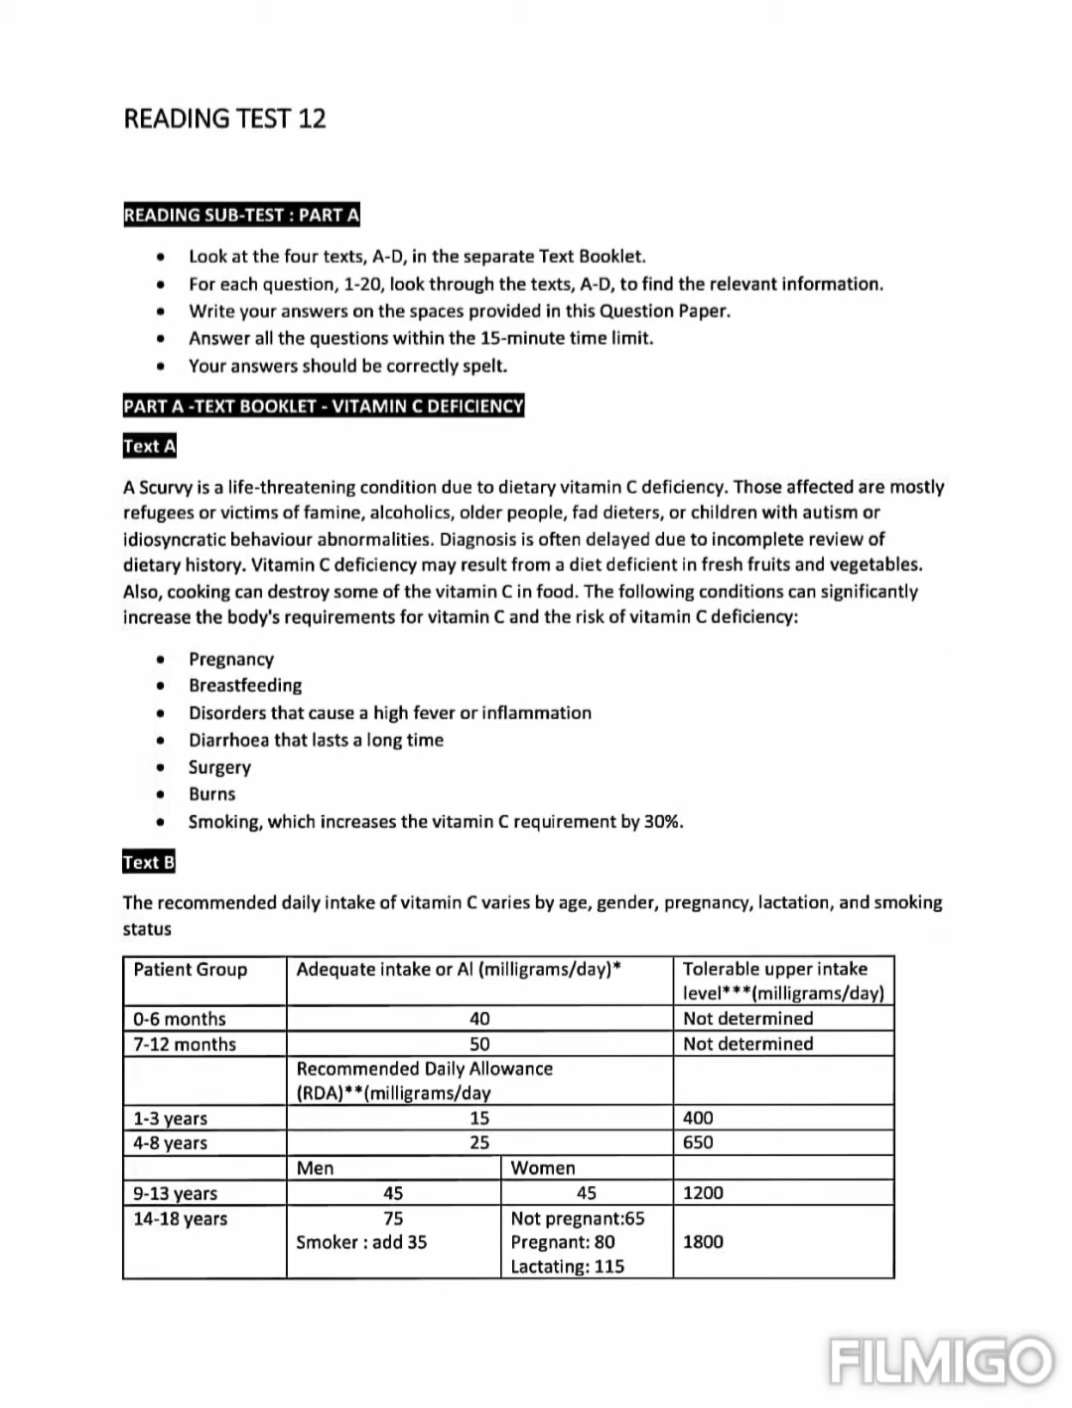 READING TEST 12
READING SUB-TEST : PART A
• Look at the four texts, A-D, in the separate Text Booklet.
• For each question, 1-20, look through the texts, A-D, to find the relevant information.
• Write your answers on the spaces provided in this Question Paper.
• Answer all the questions within the 15-minute time limit.
• Your answers should be correctly spelt.
PART A -TEXT BOOKLET - VITAMIN C DEFICIENCY
Text A
A Scurvy is a life-threatening condition due to dietary vitamin C deficiency. Those affected are mostly
refugees or victims of famine, alcoholics, older people, fad dieters, or children with autism or
idiosyncratic behaviour abnormalities. Diagnosis is often delayed due to incomplete review of
dietary history. Vitamin C deficiency may result from a diet deficient in fresh fruits and vegetables.
Also, cooking can destroy some of the vitamin C in food. The following conditions can significantly
increase the body's requirements for vitamin C and the risk of vitamin C deficiency:
• Pregnancy
• Breastfeeding
• Disorders that cause a high fever or inflammation
• Diarrhoea that lasts a long time
• Surgery
• Burns
• Smoking, which increases the vitamin C requirement by 30%.
Text B
The recommended daily intake of vitamin C varies by age, gender, pregnancy, lactation, and smoking
status
Patient Group Adequate intake or AI (milligrams/day)* Tolerable upper intake
level***(milligrams/day)
0-6 months 40 Not determined
7-12 months 50 Not determined
Recommended Daily Allowance
(RDA)**(milligrams/day
1-3 years 15 400
4-8 years 25 650
Men Women
9-13 years 45 45 1200
14-18 years 75 Not pregnant:65
Smoker : add 35 Pregnant: 80 1800
Lactating: 115
FILMIGO